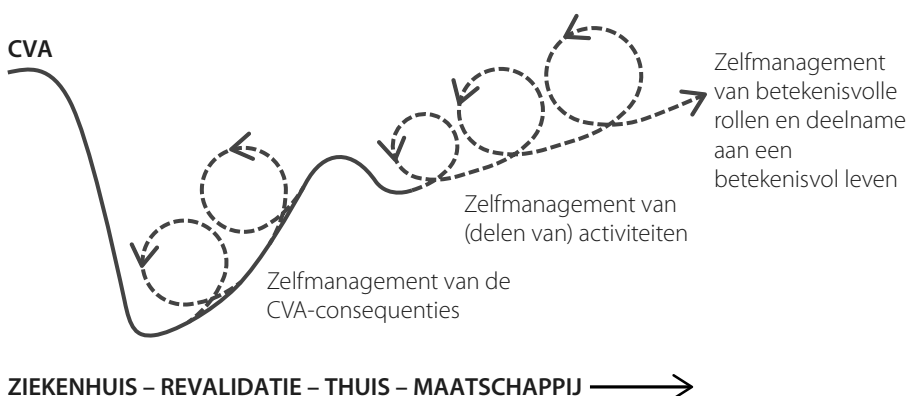 CVA
Zelfmanagement
van betekenisvolle
rollen en deelname
aan een
betekenisvol leven
Zelfmanagement van
(delen van) activiteiten
Zelfmanagement van de
CVA-consequenties
ZIEKENHUIS – REVALIDATIE – THUIS – MAATSCHAPPIJ